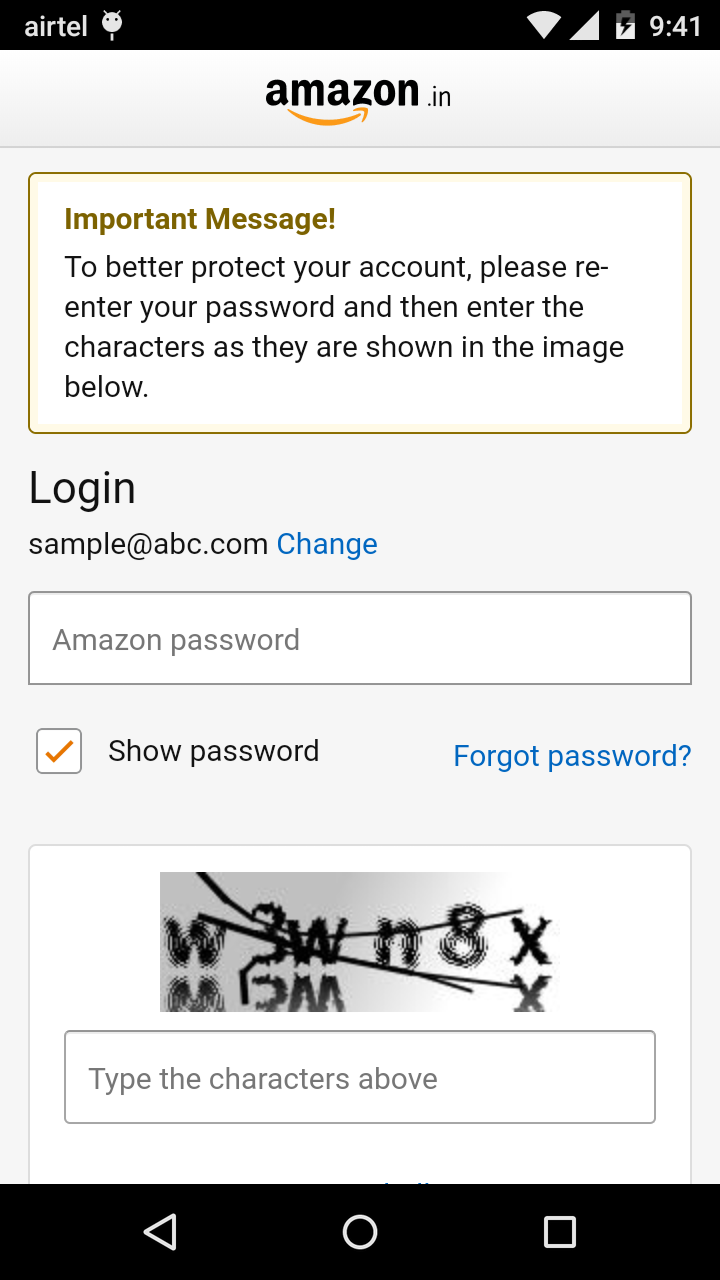 airtel 9:41
amazon.in
Important Message!
To better protect your account, please re-
enter your password and then enter the
characters as they are shown in the image
below.
Login
sample@abc.com Change
Amazon password
Show password Forgot password?
w3wn8x
Type the characters above